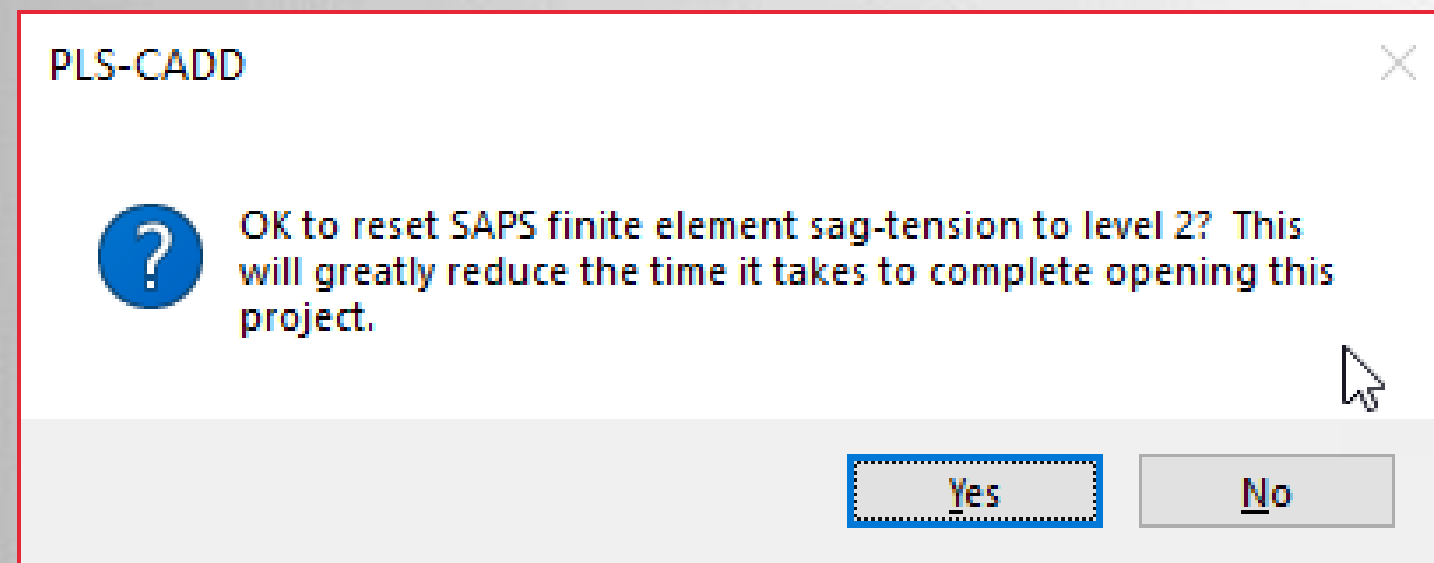 PLS-CADD
OK to reset SAPS finite element sag-tension to level 2?  This
will greatly reduce the time it takes to complete opening this
project.
Yes
No